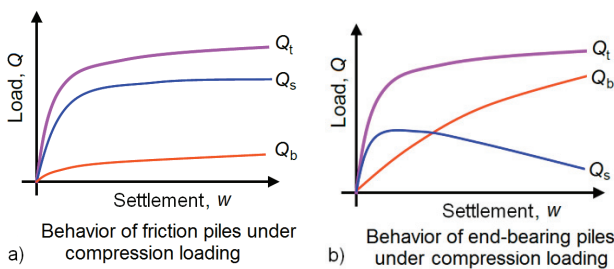 Load, Q
Qt
Qs
Qb
Settlement, w
a) Behavior of friction piles under
compression loading
Load, Q
Qt
Qb
Qs
Settlement, w
b) Behavior of end-bearing piles
under compression loading